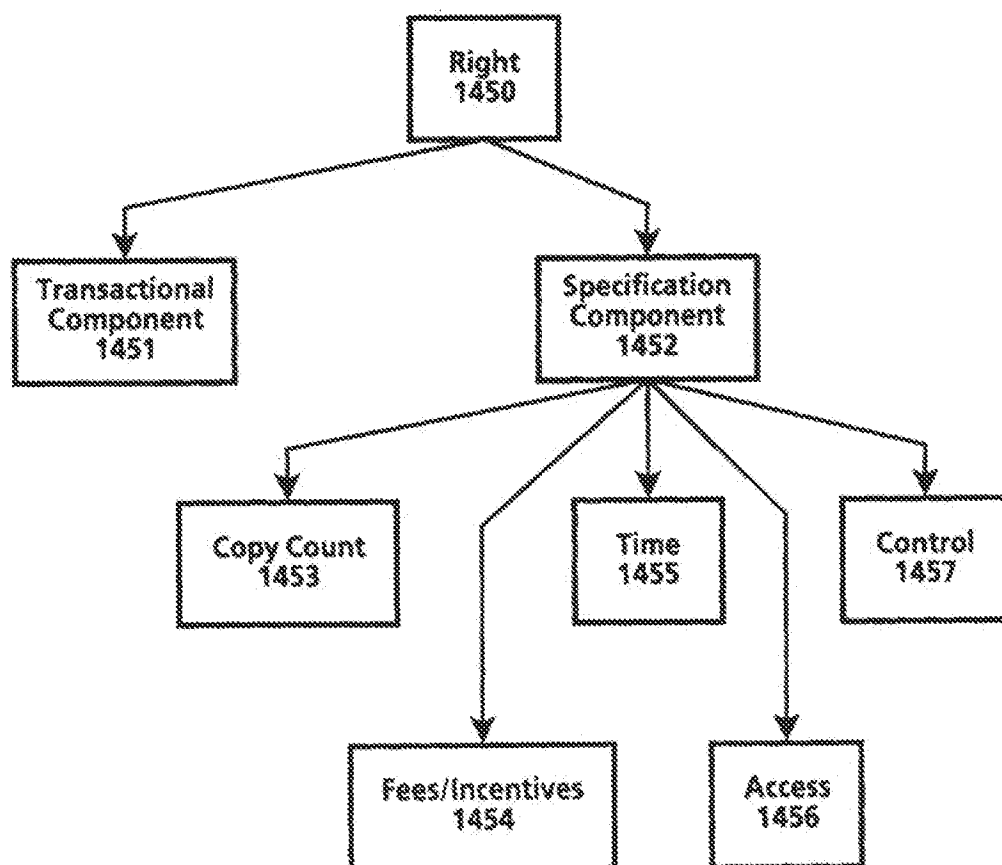 Right
1450
Transactional
Component
1451
Specification
Component
1452
Copy Count
1453
Time
1455
Control
1457
Fees/Incentives
1454
Access
1456